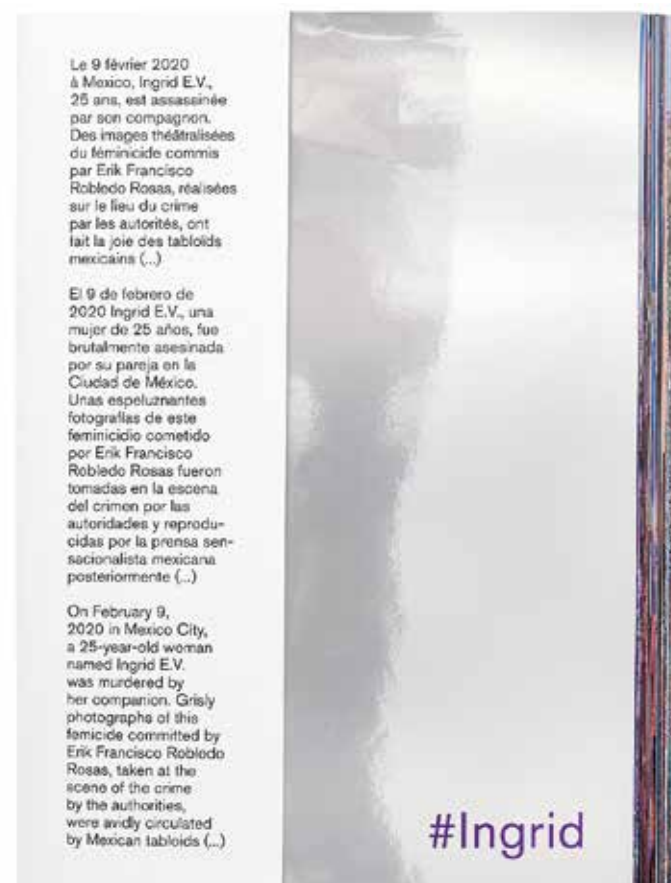 Le 9 février 2020
à Mexico, Ingrid E.V.,
25 ans, est assassinée
par son compagnon.
Des images théâtralisées
du féminicide commis
par Erik Francisco
Robledo Rosas, réalisées
sur le lieu du crime
par les autorités, ont
fait la joie des tabloïds
mexicains (...)
El 9 de febrero de
2020 Ingrid E.V., una
mujer de 25 años, fue
brutalmente asesinada
por su pareja en la
Ciudad de México.
Unas espeluznantes
fotografías de este
feminicidio cometido
por Erik Francisco
Robledo Rosas fueron
tomadas en la escena
del crimen por las
autoridades y reprodu-
cidas por la prensa sen-
sacionalista mexicana
posteriormente (...)
On February 9,
2020 in Mexico City,
a 25-year-old woman
named Ingrid E.V.
was murdered by
her companion. Grisly
photographs of this
femicide committed by
Erik Francisco Robledo
Rosas, taken at the
scene of the crime
by the authorities,
were avidly circulated
by Mexican tabloids (...)
#Ingrid